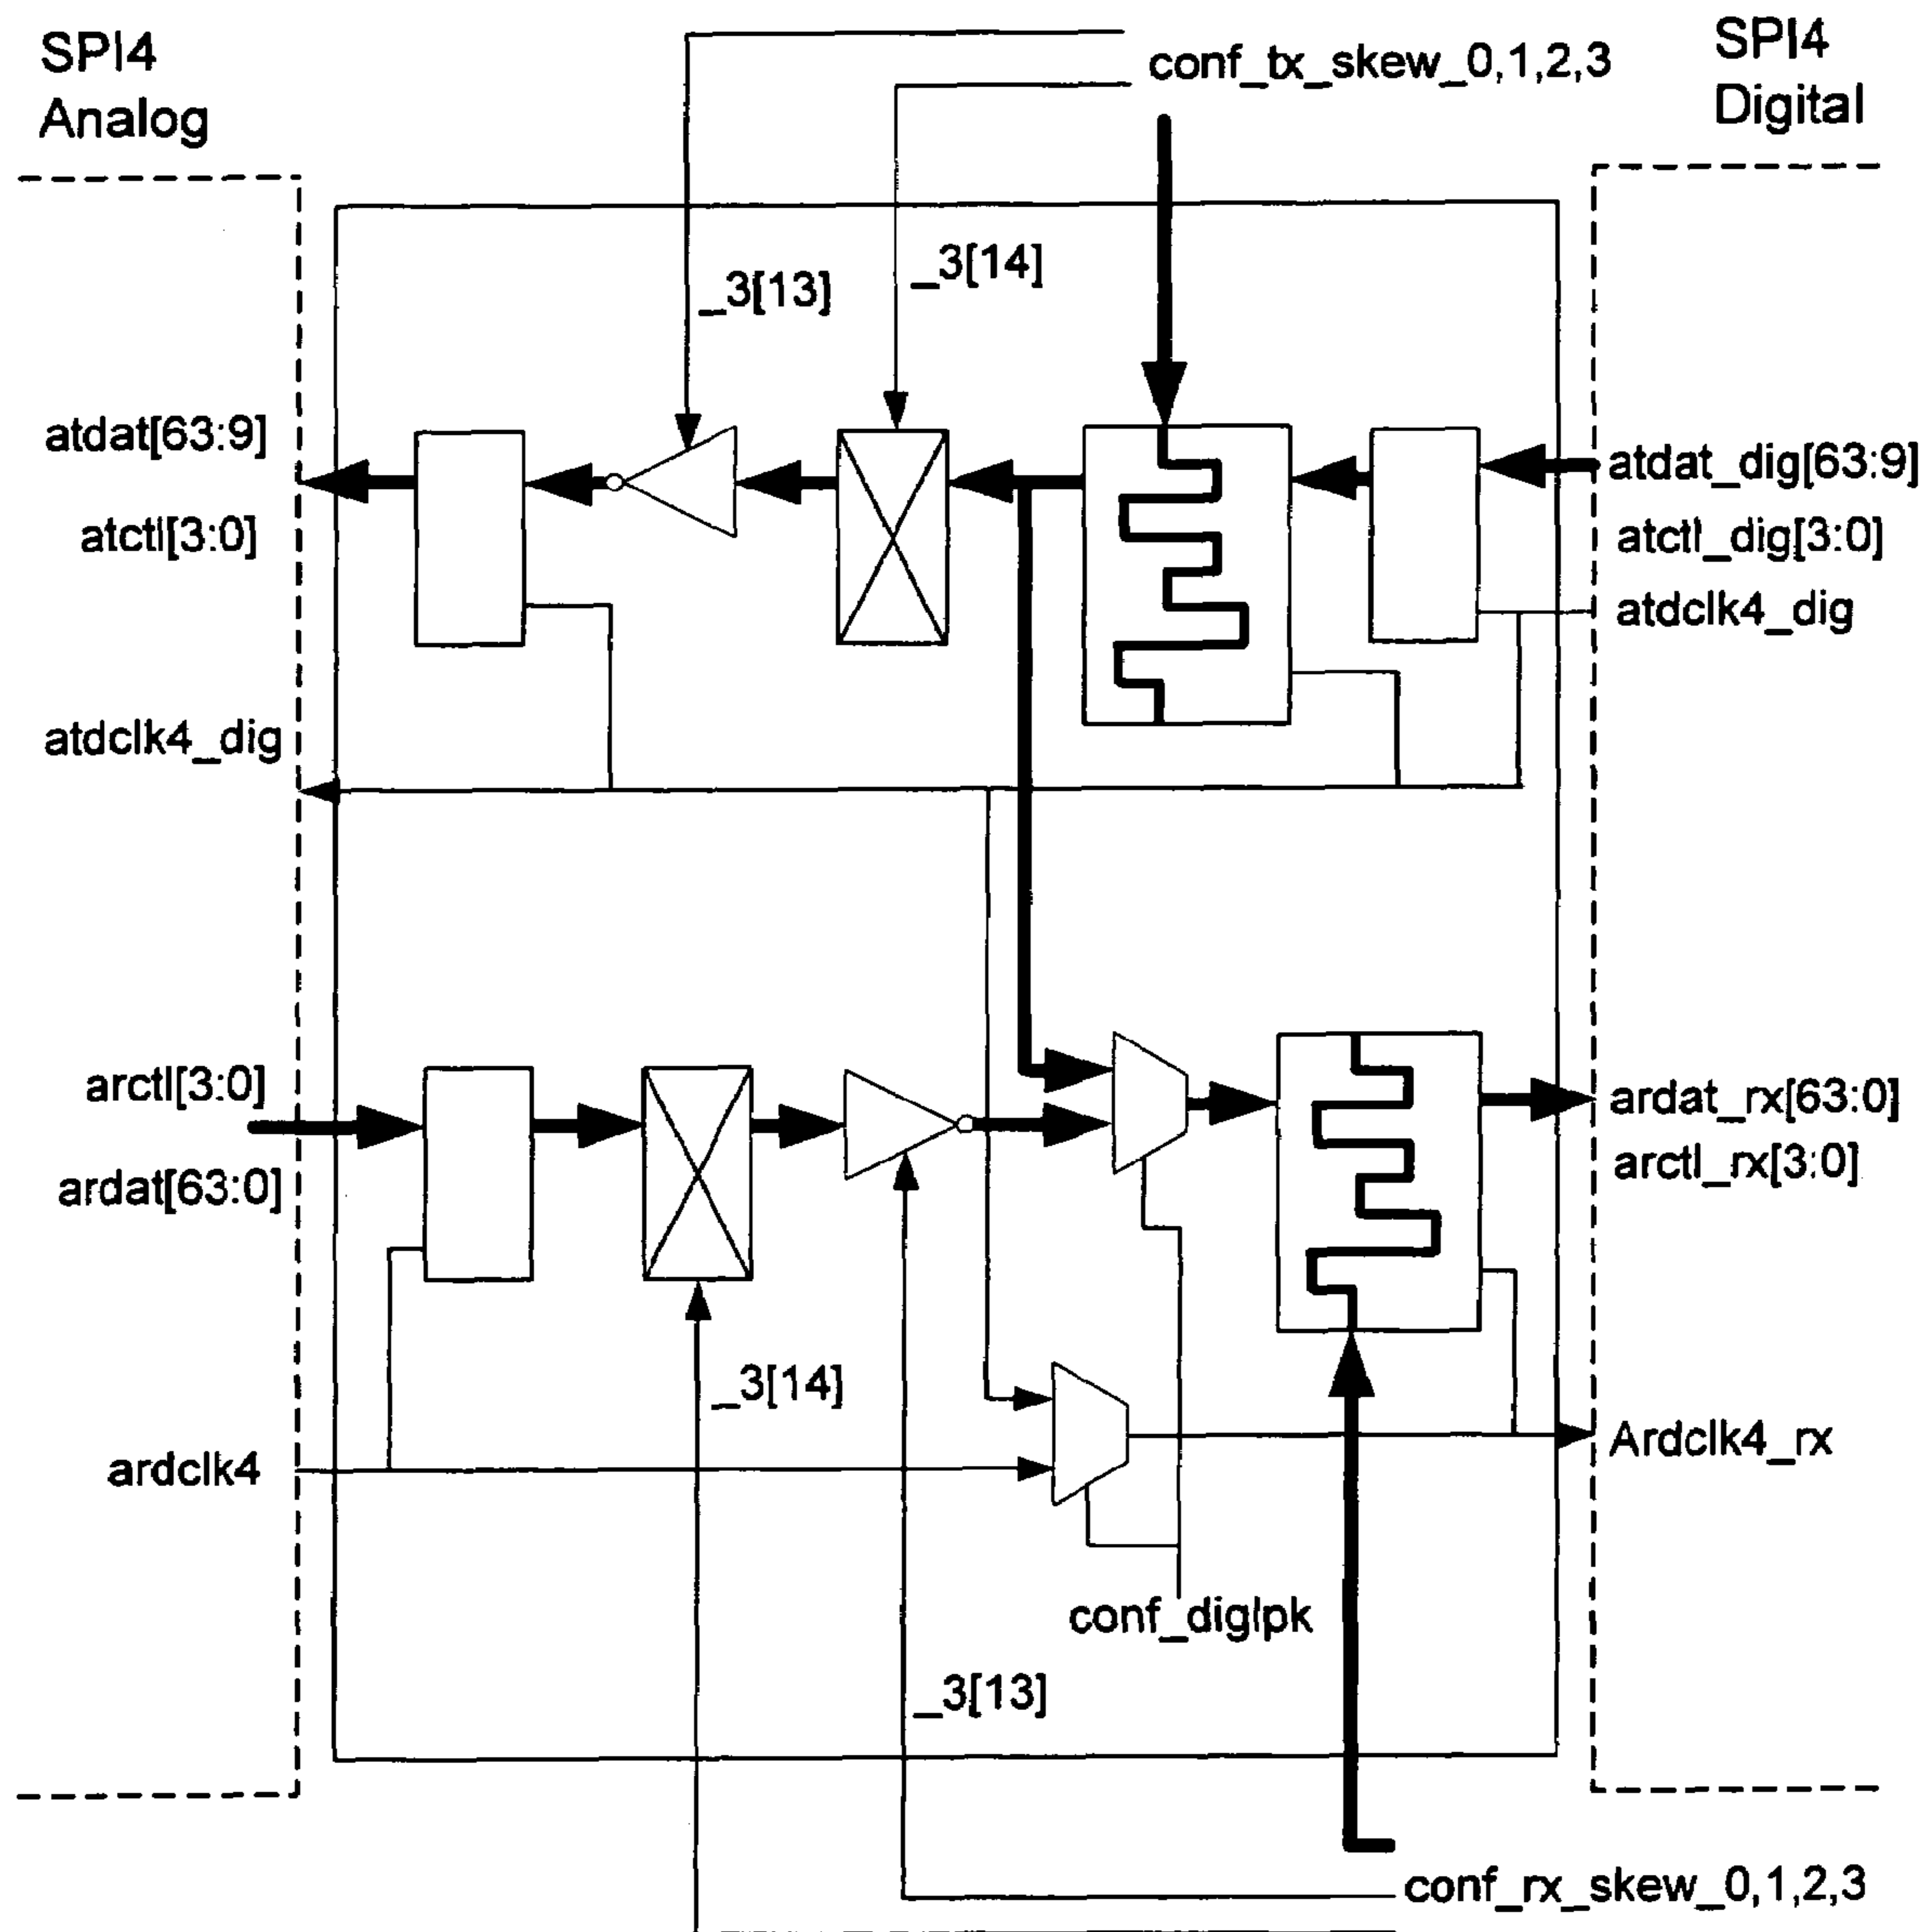 SPI4
Analog
conf_tx_skew_0,1,2,3
SPI4
Digital
_3[13]
_3[14]
atdat[63:9]
atctl[3:0]
atdat_dig[63:9]
atctl_dig[3:0]
atdclk4_dig
atdclk4_dig
arctl[3:0]
ardat[63:0]
ardat_rx[63:0]
arctl_rx[3:0]
_3[14]
ardclk4
Ardclk4_rx
conf_diglpk
_3[13]
conf_rx_skew_0,1,2,3